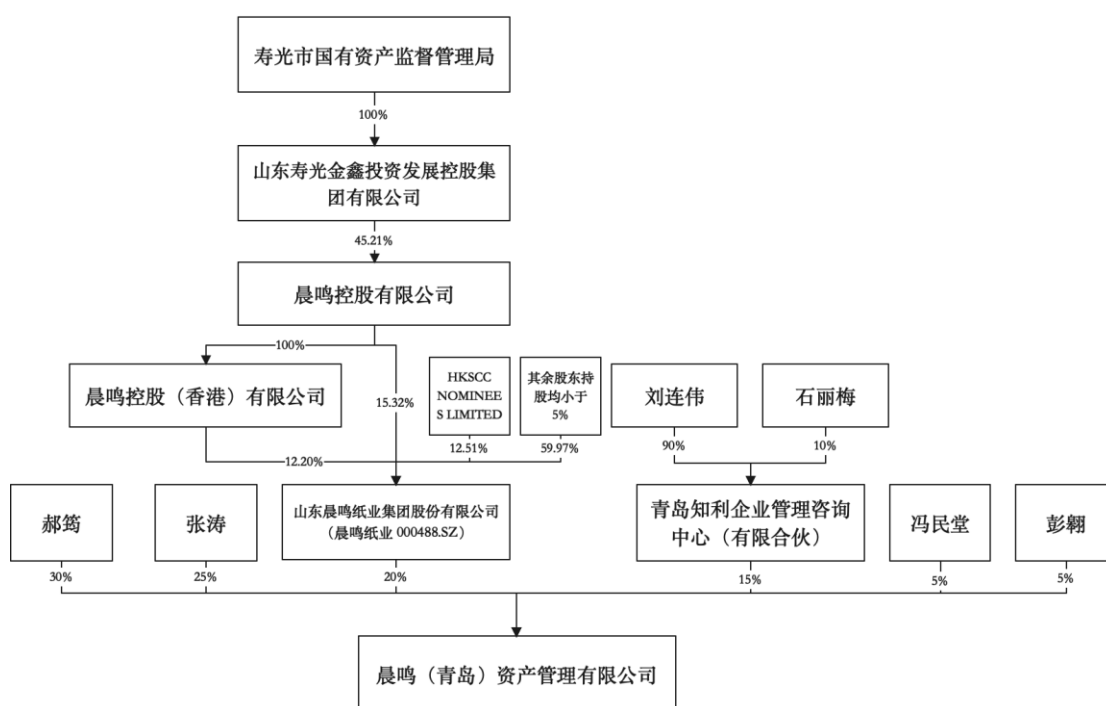 寿光市国有资产监督管理局
100%
山东寿光金鑫投资发展控股集
团有限公司
45.21%
晨鸣控股有限公司
100%
晨鸣控股（香港）有限公司
15.32%
HKSCC
NOMINEE
S LIMITED
其余股东持
股均小于
5%
刘连伟
石丽梅
12.20%
12.51%
59.97%
90%
10%
郝筠
张涛
山东晨鸣纸业集团股份有限公司
（晨鸣纸业 000488.SZ）
青岛知利企业管理咨询
中心（有限合伙）
冯民堂
彭翱
30%
25%
20%
15%
5%
5%
晨鸣（青岛）资产管理有限公司